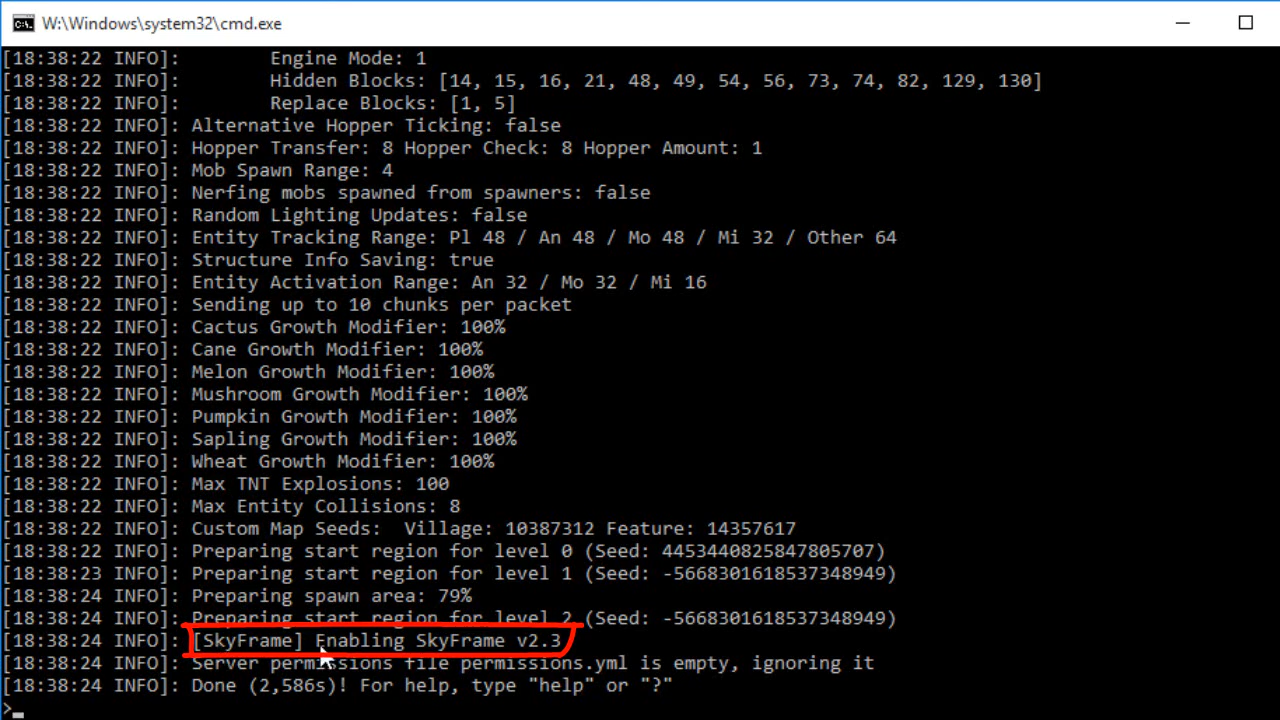 W:\Windows\system32\cmd.exe
[18:38:22 INFO]:        Engine Mode: 1
[18:38:22 INFO]:        Hidden Blocks: [14, 15, 16, 21, 48, 49, 54, 56, 73, 74, 82, 129, 130]
[18:38:22 INFO]:        Replace Blocks: [1, 5]
[18:38:22 INFO]: Alternative Hopper Ticking: false
[18:38:22 INFO]: Hopper Transfer: 8 Hopper Check: 8 Hopper Amount: 1
[18:38:22 INFO]: Mob Spawn Range: 4
[18:38:22 INFO]: Nerfing mobs spawned from spawners: false
[18:38:22 INFO]: Random Lighting Updates: false
[18:38:22 INFO]: Entity Tracking Range: Pl 48 / An 48 / Mo 48 / Mi 32 / Other 64
[18:38:22 INFO]: Structure Info Saving: true
[18:38:22 INFO]: Entity Activation Range: An 32 / Mo 32 / Mi 16
[18:38:22 INFO]: Sending up to 10 chunks per packet
[18:38:22 INFO]: Cactus Growth Modifier: 100%
[18:38:22 INFO]: Cane Growth Modifier: 100%
[18:38:22 INFO]: Melon Growth Modifier: 100%
[18:38:22 INFO]: Mushroom Growth Modifier: 100%
[18:38:22 INFO]: Pumpkin Growth Modifier: 100%
[18:38:22 INFO]: Sapling Growth Modifier: 100%
[18:38:22 INFO]: Wheat Growth Modifier: 100%
[18:38:22 INFO]: Max TNT Explosions: 100
[18:38:22 INFO]: Max Entity Collisions: 8
[18:38:22 INFO]: Custom Map Seeds:  Village: 10387312 Feature: 14357617
[18:38:22 INFO]: Preparing start region for level 0 (Seed: 4453440825847805707)
[18:38:23 INFO]: Preparing start region for level 1 (Seed: -5668301618537348949)
[18:38:24 INFO]: Preparing spawn area: 79%
[18:38:24 INFO]: Preparing start region for level 2 (Seed: -5668301618537348949)
[18:38:24 INFO]: [SkyFrame] Enabling SkyFrame v2.3
[18:38:24 INFO]: Server permissions file permissions.yml is empty, ignoring it
[18:38:24 INFO]: Done (2,586s)! For help, type "help" or "?"
>_